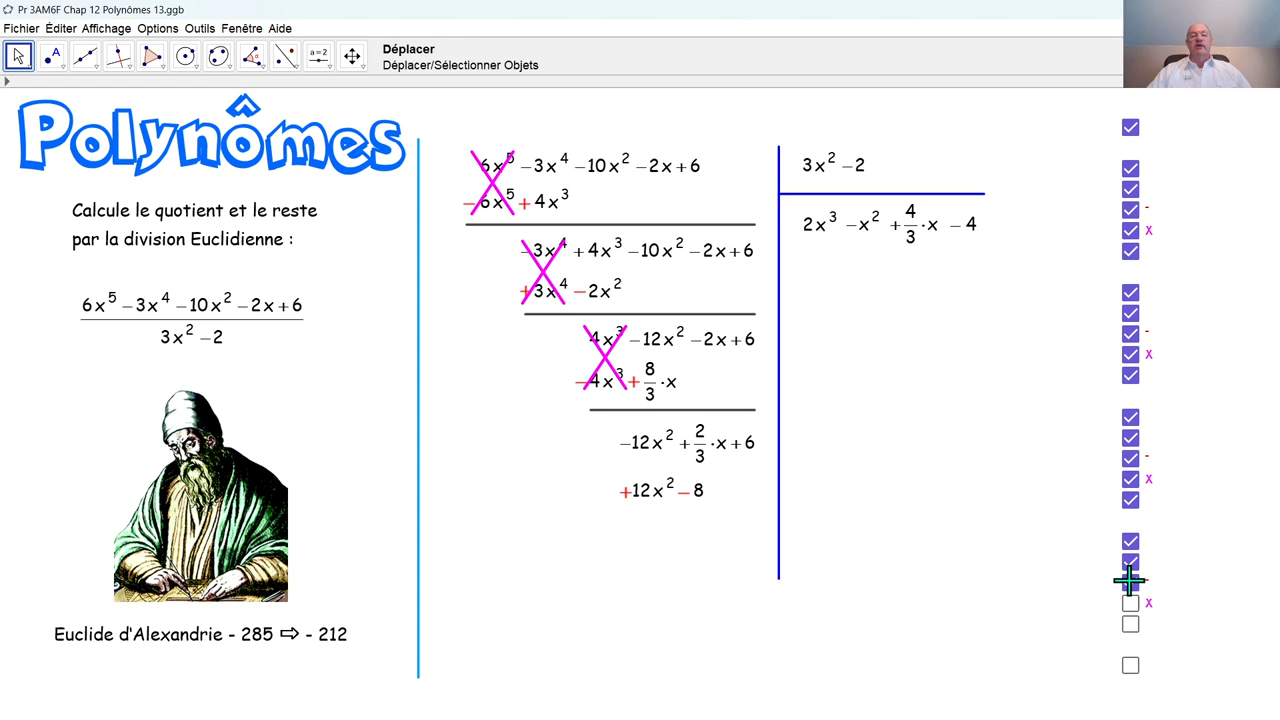 Pr 3AM6F Chap 12 Polynômes 13.ggb
Fichier Éditer Affichage Options Outils Fenêtre Aide
A
a=2
Déplacer
Déplacer/Sélectionner Objets
Polynômes
Calcule le quotient et le reste
par la division Euclidienne :
6x⁵ −3x⁴ −10x² −2x+6
3x² −2
Euclide d'Alexandrie - 285 ⇨ - 212
6x⁵ −3x⁴ −10x² −2x+6
− 6x⁵ + 4x³
−3x⁴ +4x³ −10x² −2x+6
+3x⁴ −2x²
4x³ −12x² −2x+6
−4x³ + 8/3 ·x
−12x² + 2/3 ·x+6
+12x² − 8
3x² −2
2x³ −x² + 4/3 ·x − 4
-
x
-
x
-
x
-
x